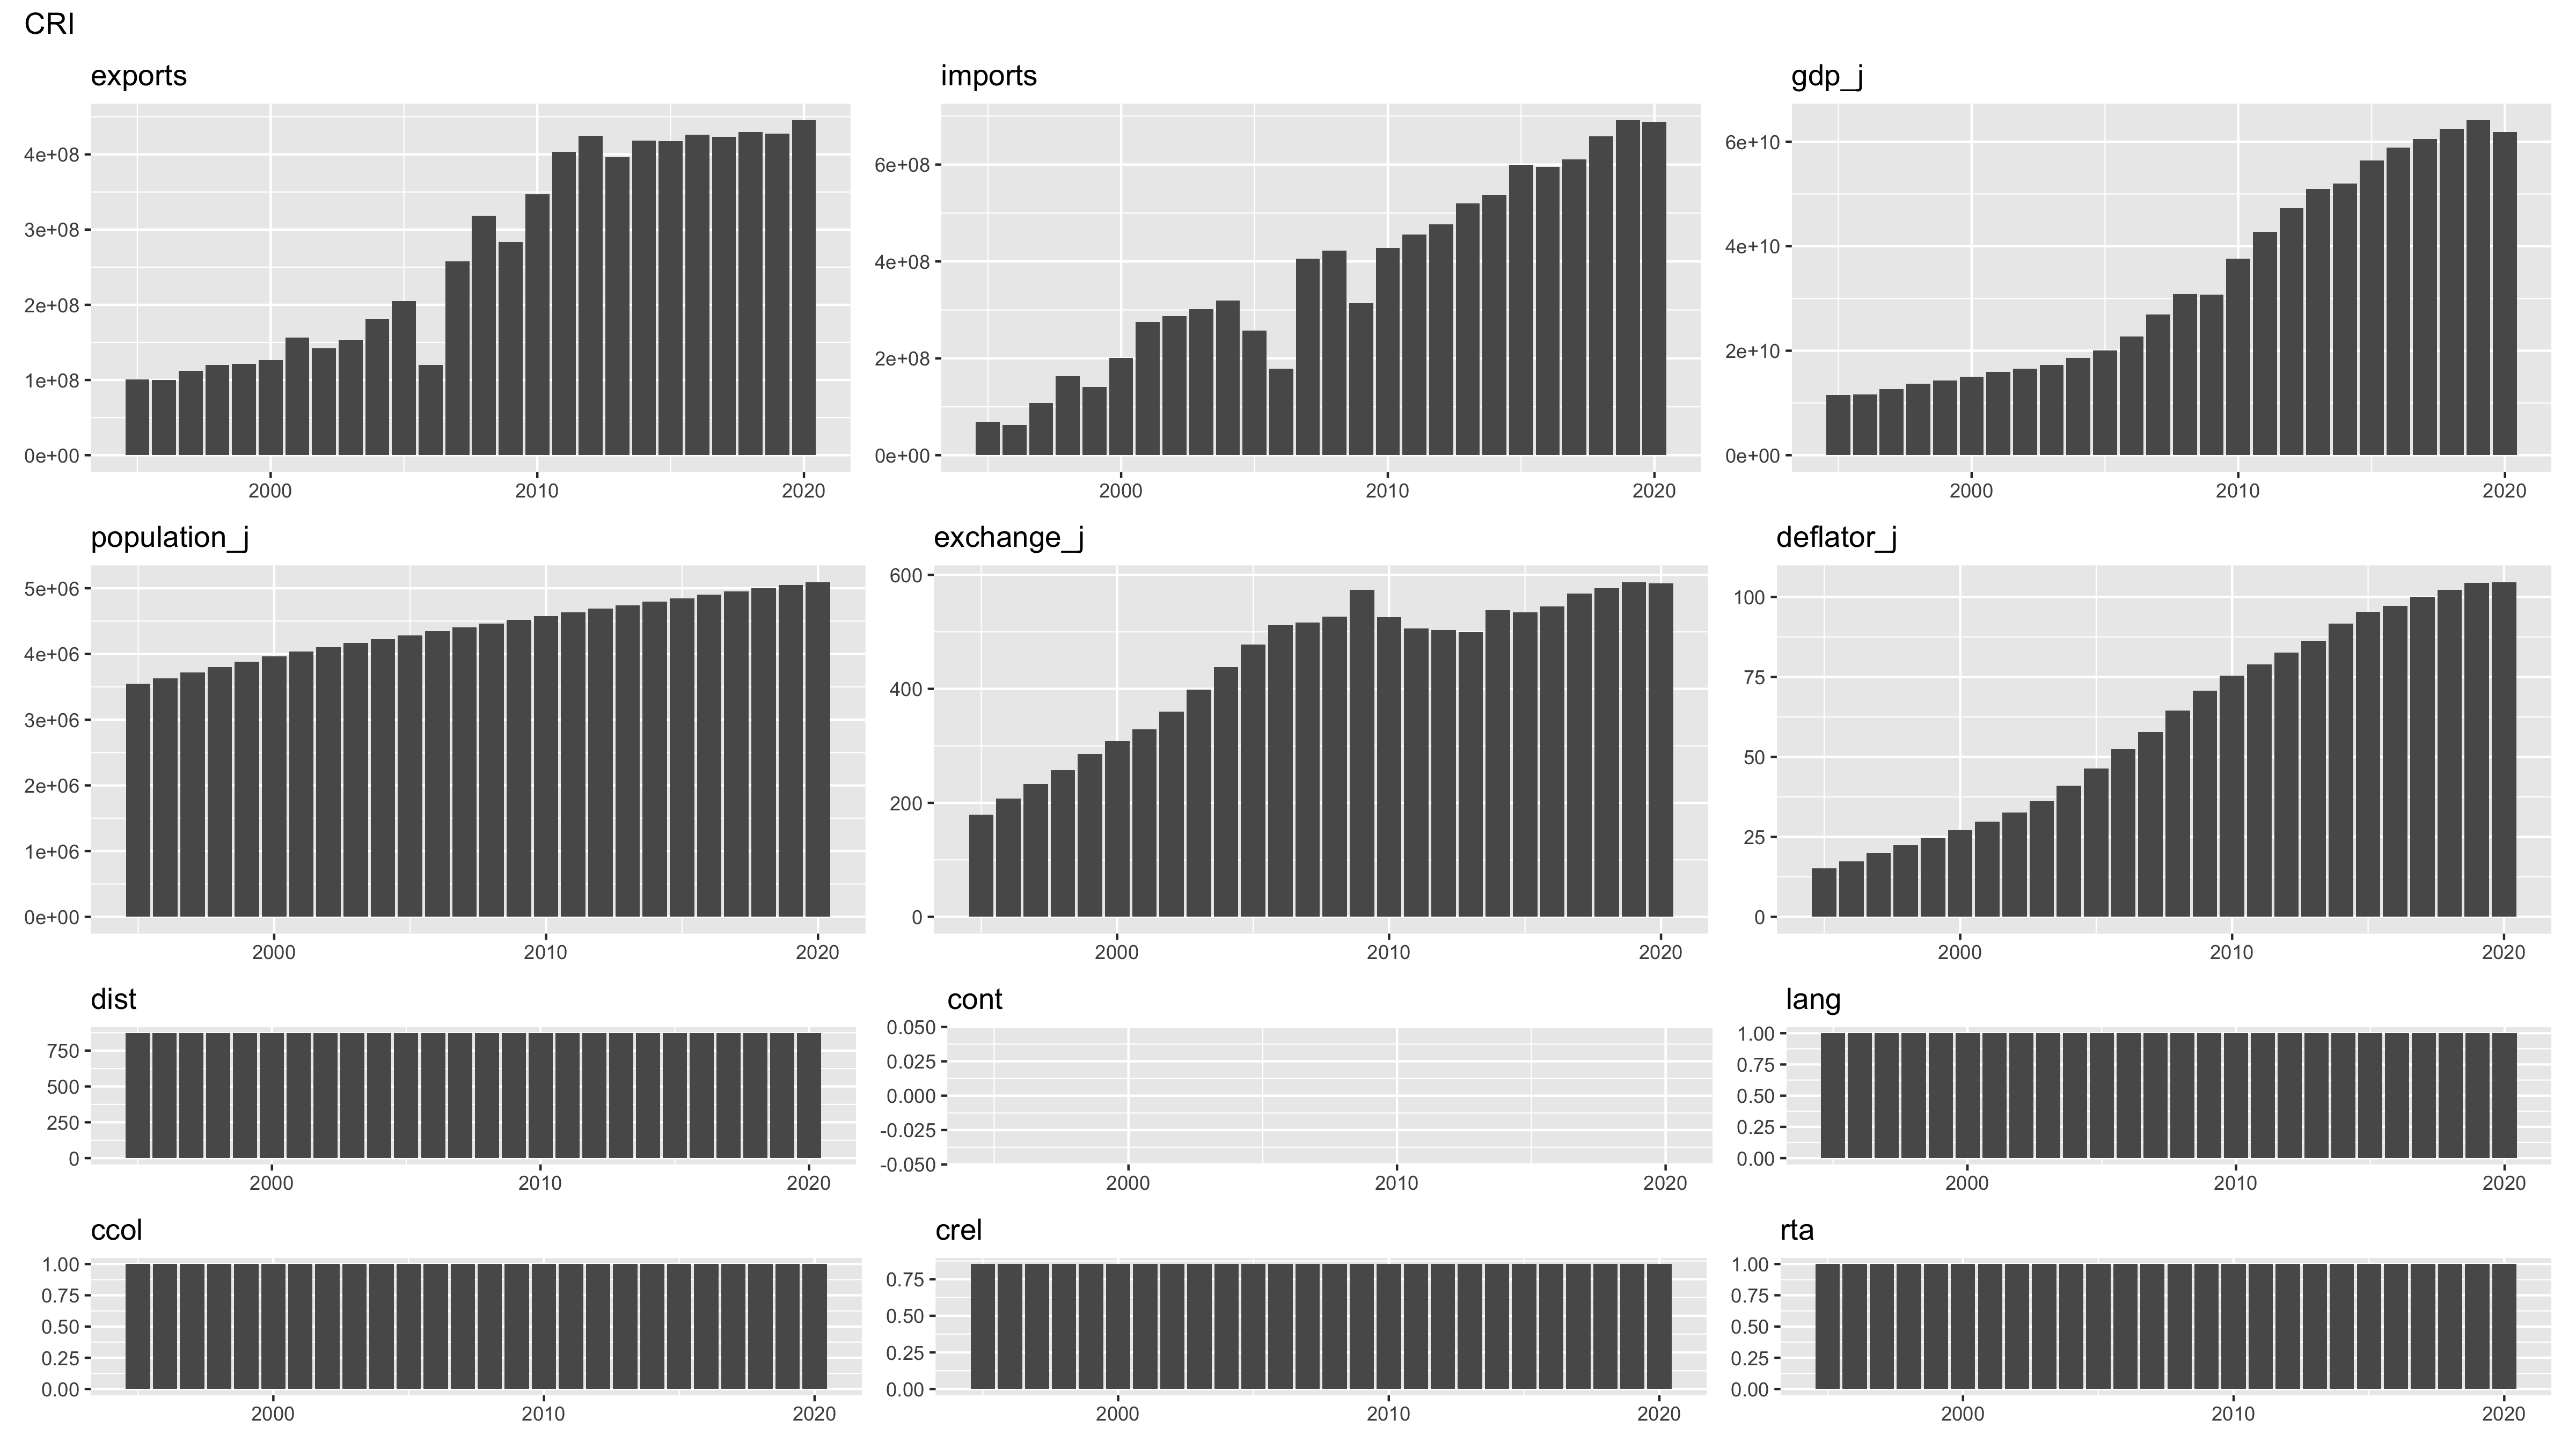 CRI
exports
4e+08
3e+08
2e+08
1e+08
0e+00
2000 2010 2020
imports
6e+08
4e+08
2e+08
0e+00
2000 2010 2020
gdp_j
6e+10
4e+10
2e+10
0e+00
2000 2010 2020
population_j
5e+06
4e+06
3e+06
2e+06
1e+06
0e+00
2000 2010 2020
exchange_j
600
400
200
0
2000 2010 2020
deflator_j
100
75
50
25
0
2000 2010 2020
dist
750
500
250
0
2000 2010 2020
cont
0.050
0.025
0.000
-0.025
-0.050
2000 2010 2020
lang
1.00
0.75
0.50
0.25
0.00
2000 2010 2020
ccol
1.00
0.75
0.50
0.25
0.00
2000 2010 2020
crel
0.75
0.50
0.25
0.00
2000 2010 2020
rta
1.00
0.75
0.50
0.25
0.00
2000 2010 2020